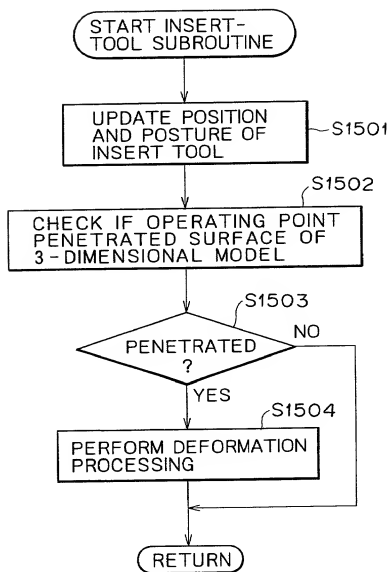 START INSERT-
TOOL SUBROUTINE
UPDATE POSITION
AND POSTURE OF
INSERT TOOL
S1501
S1502
CHECK IF OPERATING POINT
PENETRATED SURFACE OF
3-DIMENSIONAL MODEL
S1503
PENETRATED
?
NO
YES
S1504
PERFORM DEFORMATION
PROCESSING
RETURN